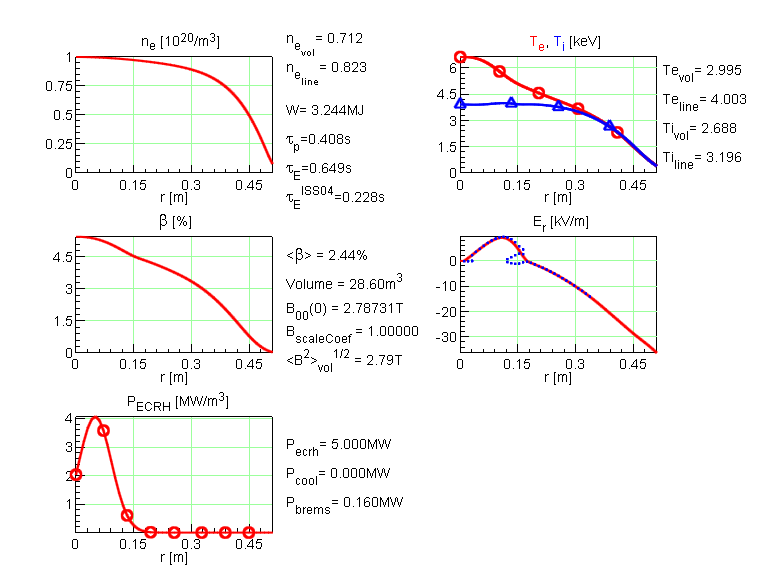 n_e [10^20/m^3]
1
0.75
0.5
0.25
0
0 0.15 0.3 0.45
r [m]
n_e_vol = 0.712
n_e_line = 0.823
W= 3.244MJ
τ_p=0.408s
τ_E=0.649s
τ_E^ISS04=0.228s
T_e, T_i [keV]
6
4.5
3
1.5
0
0 0.15 0.3 0.45
r [m]
Te_vol= 2.995
Te_line= 4.003
Ti_vol= 2.688
Ti_line= 3.196
β [%]
4.5
3
1.5
0
0 0.15 0.3 0.45
r [m]
<β> = 2.44%
Volume = 28.60m^3
B_00(0) = 2.78731T
B_scaleCoef = 1.00000
<B^2>_vol^1/2 = 2.79T
E_r [kV/m]
0
-10
-20
-30
0 0.15 0.3 0.45
r [m]
P_ECRH [MW/m^3]
4
3
2
1
0 0.15 0.3 0.45
r [m]
P_ecrh= 5.000MW
P_cool= 0.000MW
P_brems= 0.160MW